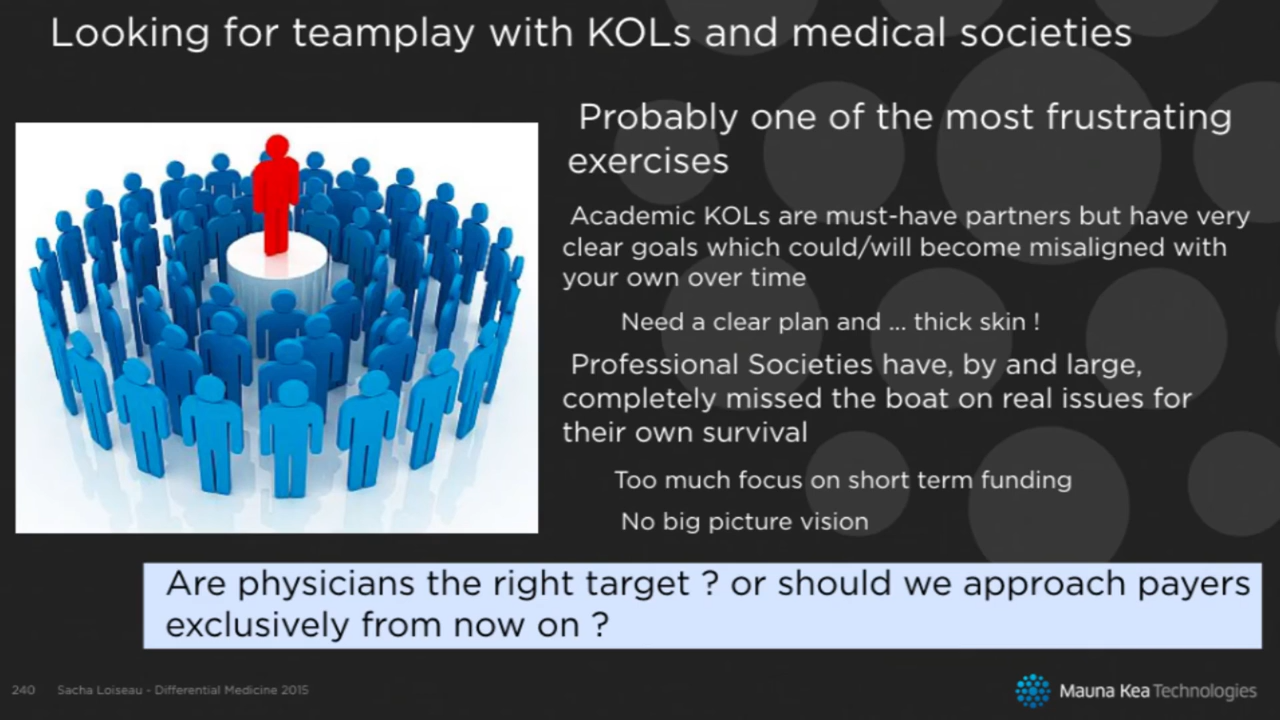 Looking for teamplay with KOLs and medical societies
Probably one of the most frustrating
exercises
Academic KOLs are must-have partners but have very
clear goals which could/will become misaligned with
your own over time
Need a clear plan and ... thick skin !
Professional Societies have, by and large,
completely missed the boat on real issues for
their own survival
Too much focus on short term funding
No big picture vision
Are physicians the right target ? or should we approach payers
exclusively from now on ?
240 Sacha Loiseau - Differential Medicine 2015
Mauna Kea Technologies